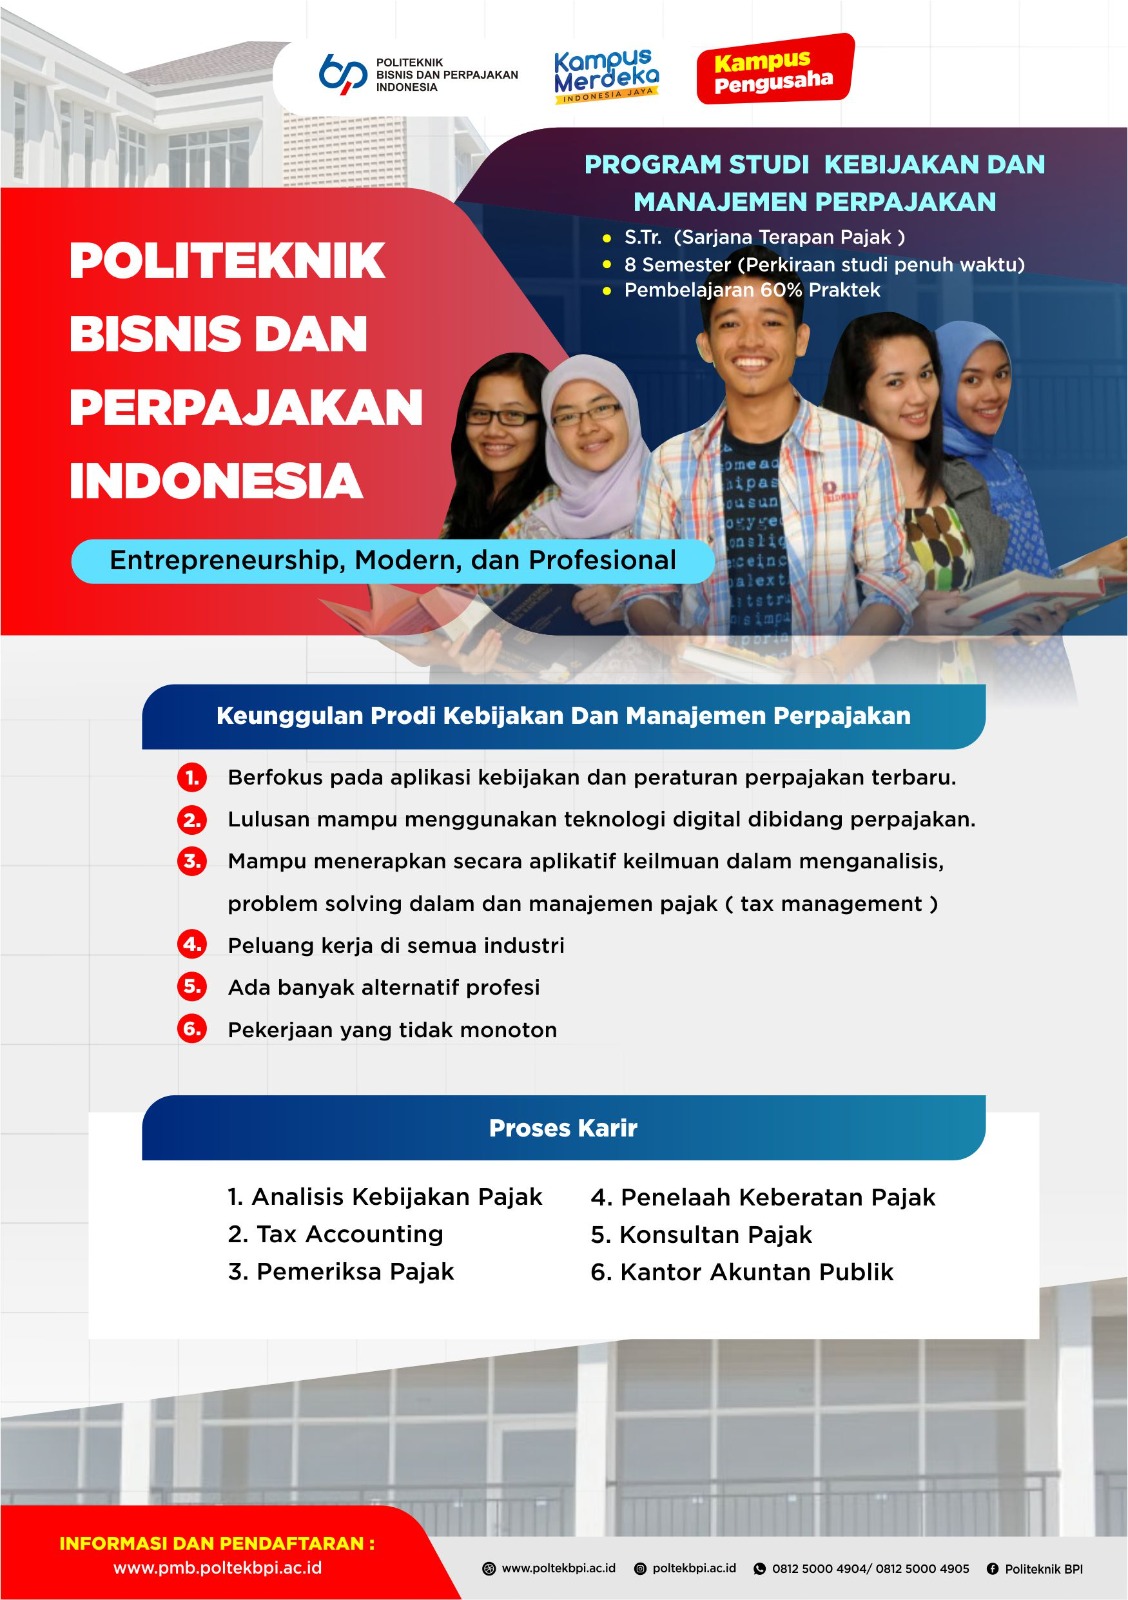 POLITEKNIK
BISNIS DAN PERPAJAKAN
INDONESIA
Kampus
Merdeka
INDONESIA JAYA
Kampus
Pengusaha
PROGRAM STUDI KEBIJAKAN DAN
MANAJEMEN PERPAJAKAN
S.Tr. (Sarjana Terapan Pajak )
8 Semester (Perkiraan studi penuh waktu)
Pembelajaran 60% Praktek
POLITEKNIK
BISNIS DAN
PERPAJAKAN
INDONESIA
Entrepreneurship, Modern, dan Profesional
Keunggulan Prodi Kebijakan Dan Manajemen Perpajakan
1. Berfokus pada aplikasi kebijakan dan peraturan perpajakan terbaru.
2. Lulusan mampu menggunakan teknologi digital dibidang perpajakan.
3. Mampu menerapkan secara aplikatif keilmuan dalam menganalisis,
problem solving dalam dan manajemen pajak ( tax management )
4. Peluang kerja di semua industri
5. Ada banyak alternatif profesi
6. Pekerjaan yang tidak monoton
Proses Karir
1. Analisis Kebijakan Pajak
2. Tax Accounting
3. Pemeriksa Pajak
4. Penelaah Keberatan Pajak
5. Konsultan Pajak
6. Kantor Akuntan Publik
INFORMASI DAN PENDAFTARAN :
www.pmb.poltekbpi.ac.id
www.poltekbpi.ac.id poltekbpi.ac.id 0812 5000 4904/ 0812 5000 4905 Politeknik BPI